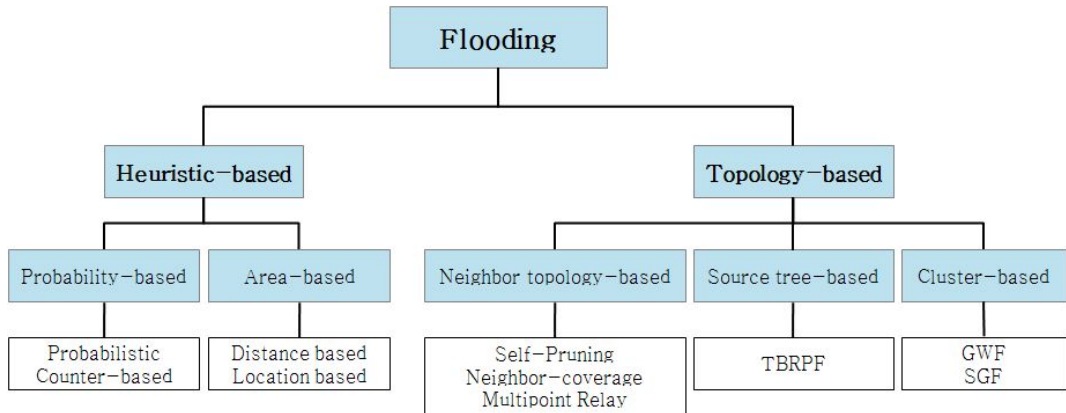 Flooding
Heuristic-based
Topology-based
Probability-based
Area-based
Neighbor topology-based
Source tree-based
Cluster-based
Probabilistic
Counter-based
Distance based
Location based
Self-Pruning
Neighbor-coverage
Multipoint Relay
TBRPF
GWF
SGF